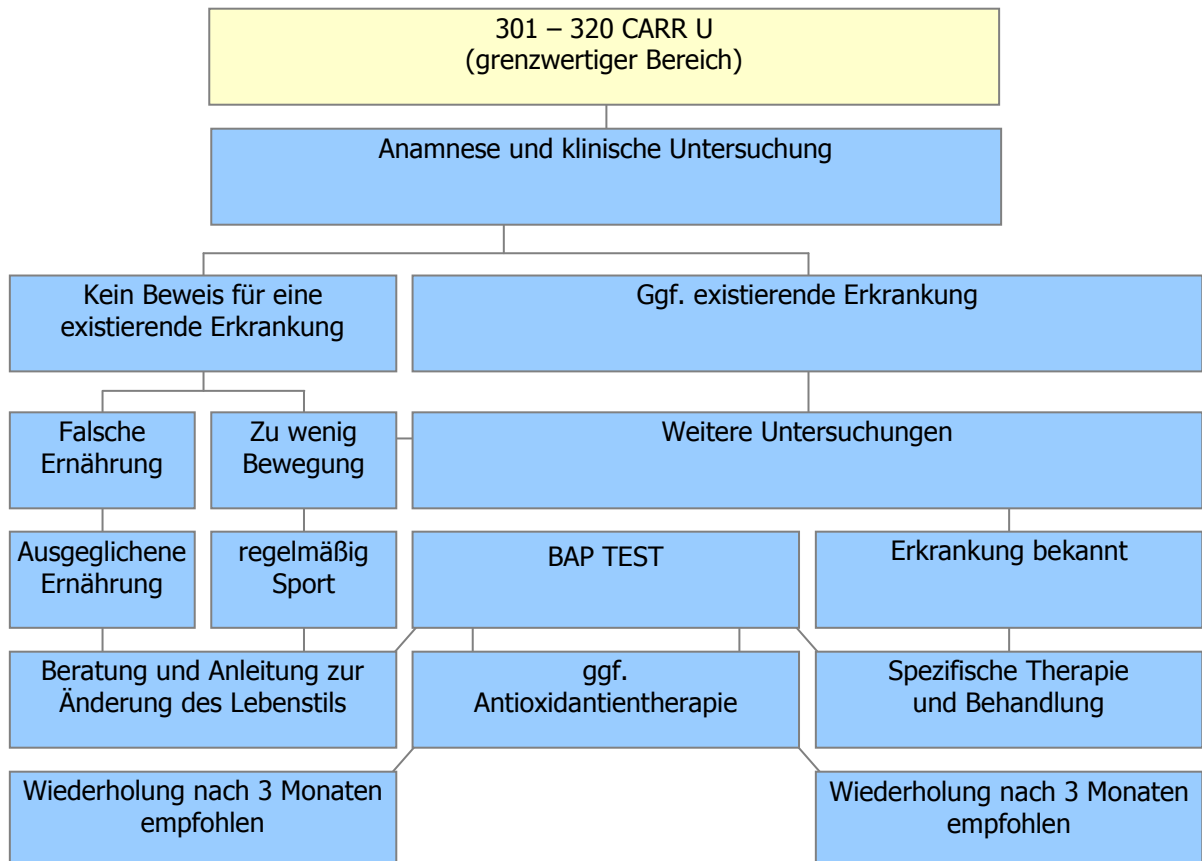 301 – 320 CARR U
(grenzwertiger Bereich)
Anamnese und klinische Untersuchung
Kein Beweis für eine
existierende Erkrankung
Ggf. existierende Erkrankung
Falsche
Ernährung
Zu wenig
Bewegung
Weitere Untersuchungen
Ausgeglichene
Ernährung
regelmäßig
Sport
BAP TEST
Erkrankung bekannt
Beratung und Anleitung zur
Änderung des Lebenstils
ggf.
Antioxidantientherapie
Spezifische Therapie
und Behandlung
Wiederholung nach 3 Monaten
empfohlen
Wiederholung nach 3 Monaten
empfohlen